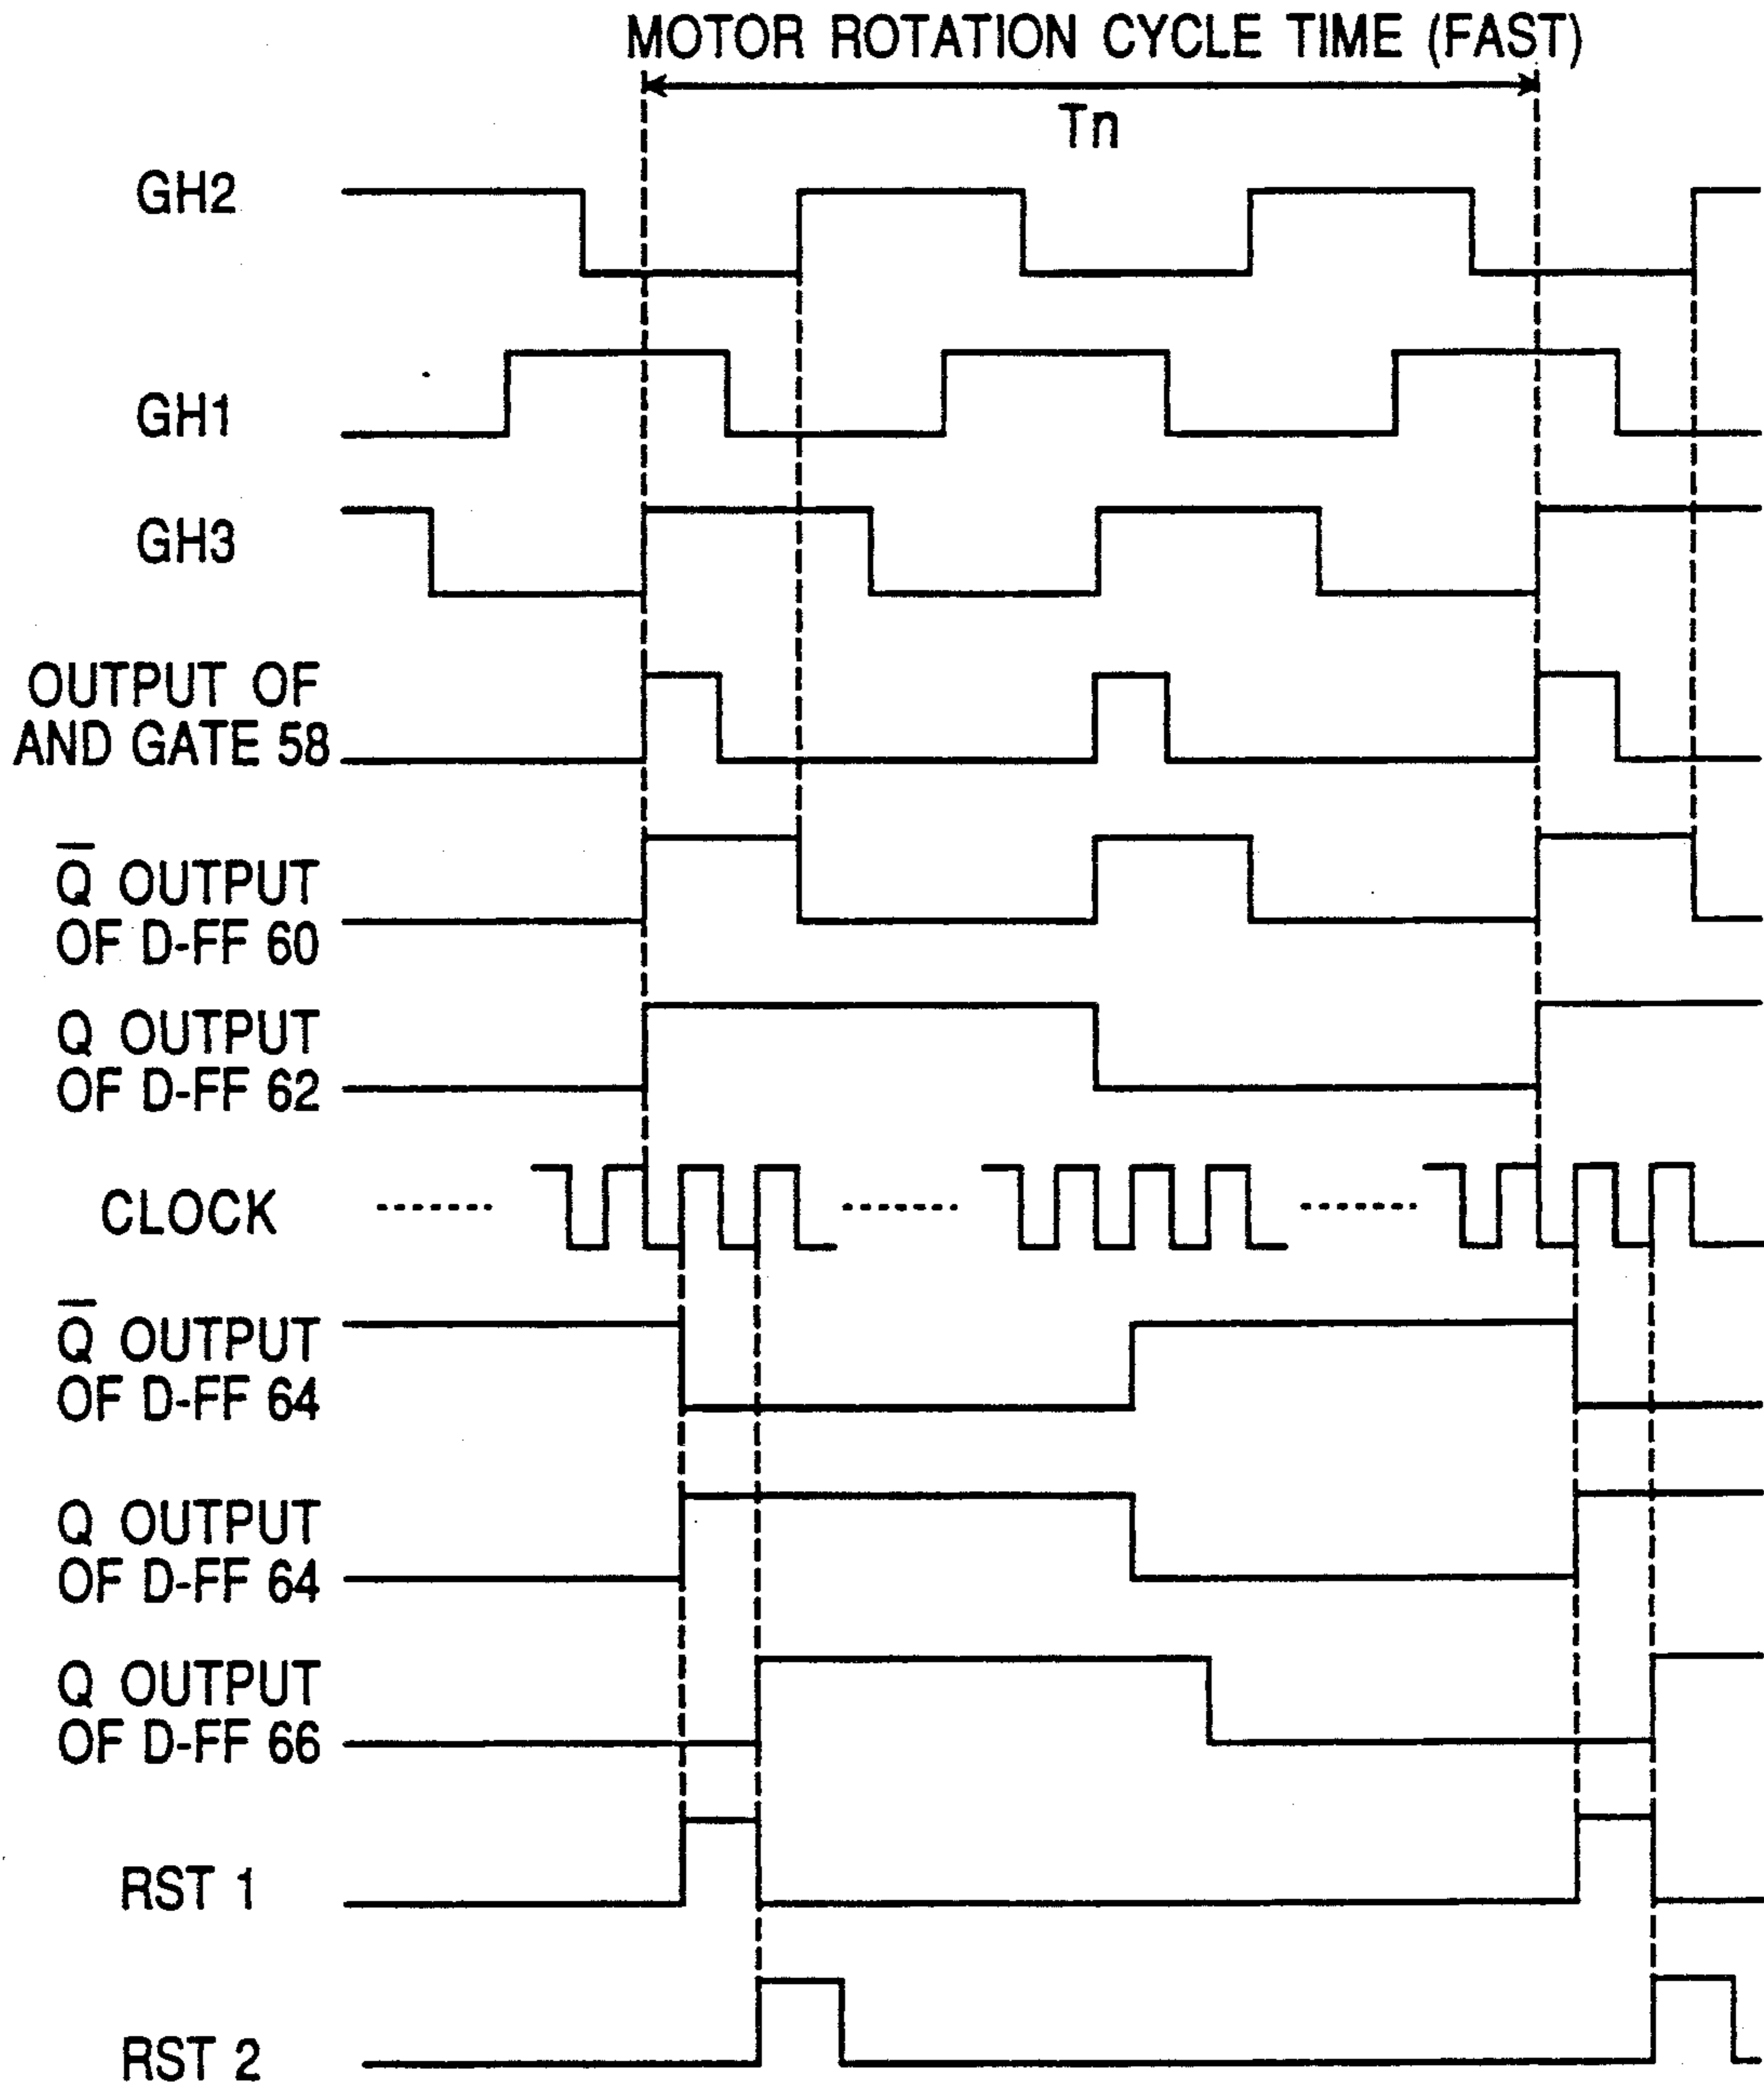 MOTOR ROTATION CYCLE TIME (FAST)
Tn
GH2
GH1
GH3
OUTPUT OF
AND GATE 58
Q̅ OUTPUT
OF D-FF 60
Q OUTPUT
OF D-FF 62
CLOCK
Q̅ OUTPUT
OF D-FF 64
Q OUTPUT
OF D-FF 64
Q OUTPUT
OF D-FF 66
RST 1
RST 2